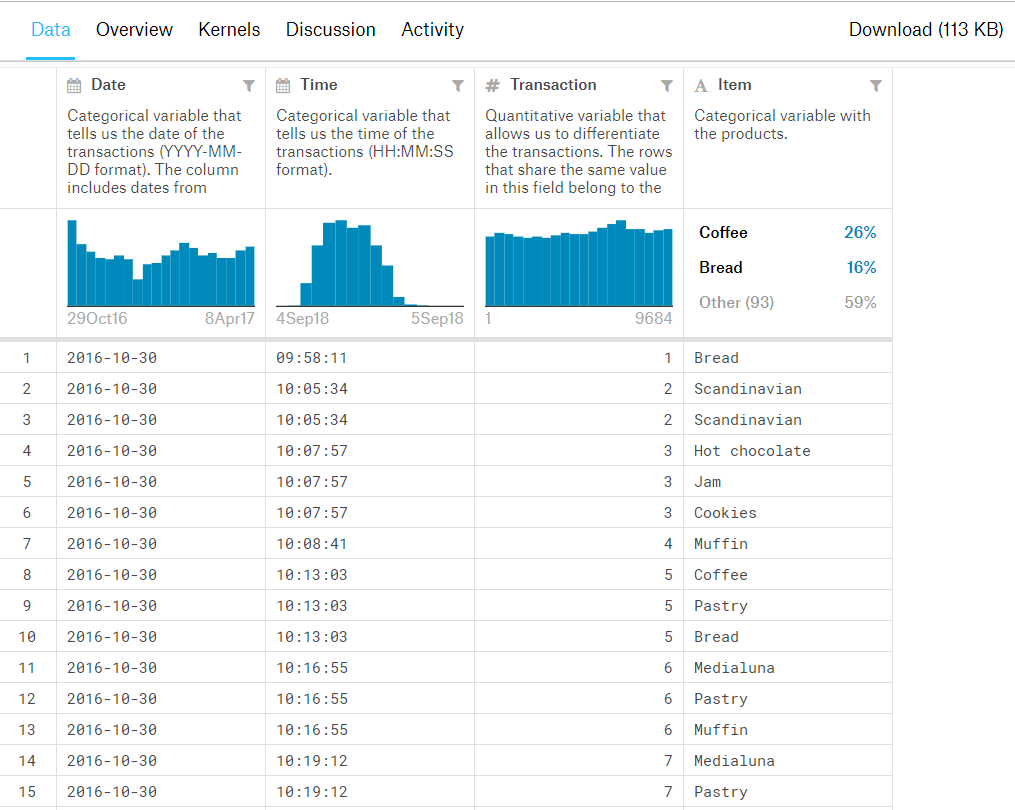 Data Overview Kernels Discussion Activity Download (113 KB)
Date Time # Transaction A Item
Categorical variable that
tells us the date of the
transactions (YYYY-MM-
DD format). The column
includes dates from
Categorical variable that
tells us the time of the
transactions (HH:MM:SS
format).
Quantitative variable that
allows us to differentiate
the transactions. The rows
that share the same value
in this field belong to the
Categorical variable with
the products.
29Oct16 8Apr17
4Sep18 5Sep18
1 9684
Coffee 26%
Bread 16%
Other (93) 59%
1 2016-10-30 09:58:11 1 Bread
2 2016-10-30 10:05:34 2 Scandinavian
3 2016-10-30 10:05:34 2 Scandinavian
4 2016-10-30 10:07:57 3 Hot chocolate
5 2016-10-30 10:07:57 3 Jam
6 2016-10-30 10:07:57 3 Cookies
7 2016-10-30 10:08:41 4 Muffin
8 2016-10-30 10:13:03 5 Coffee
9 2016-10-30 10:13:03 5 Pastry
10 2016-10-30 10:13:03 5 Bread
11 2016-10-30 10:16:55 6 Medialuna
12 2016-10-30 10:16:55 6 Pastry
13 2016-10-30 10:16:55 6 Muffin
14 2016-10-30 10:19:12 7 Medialuna
15 2016-10-30 10:19:12 7 Pastry